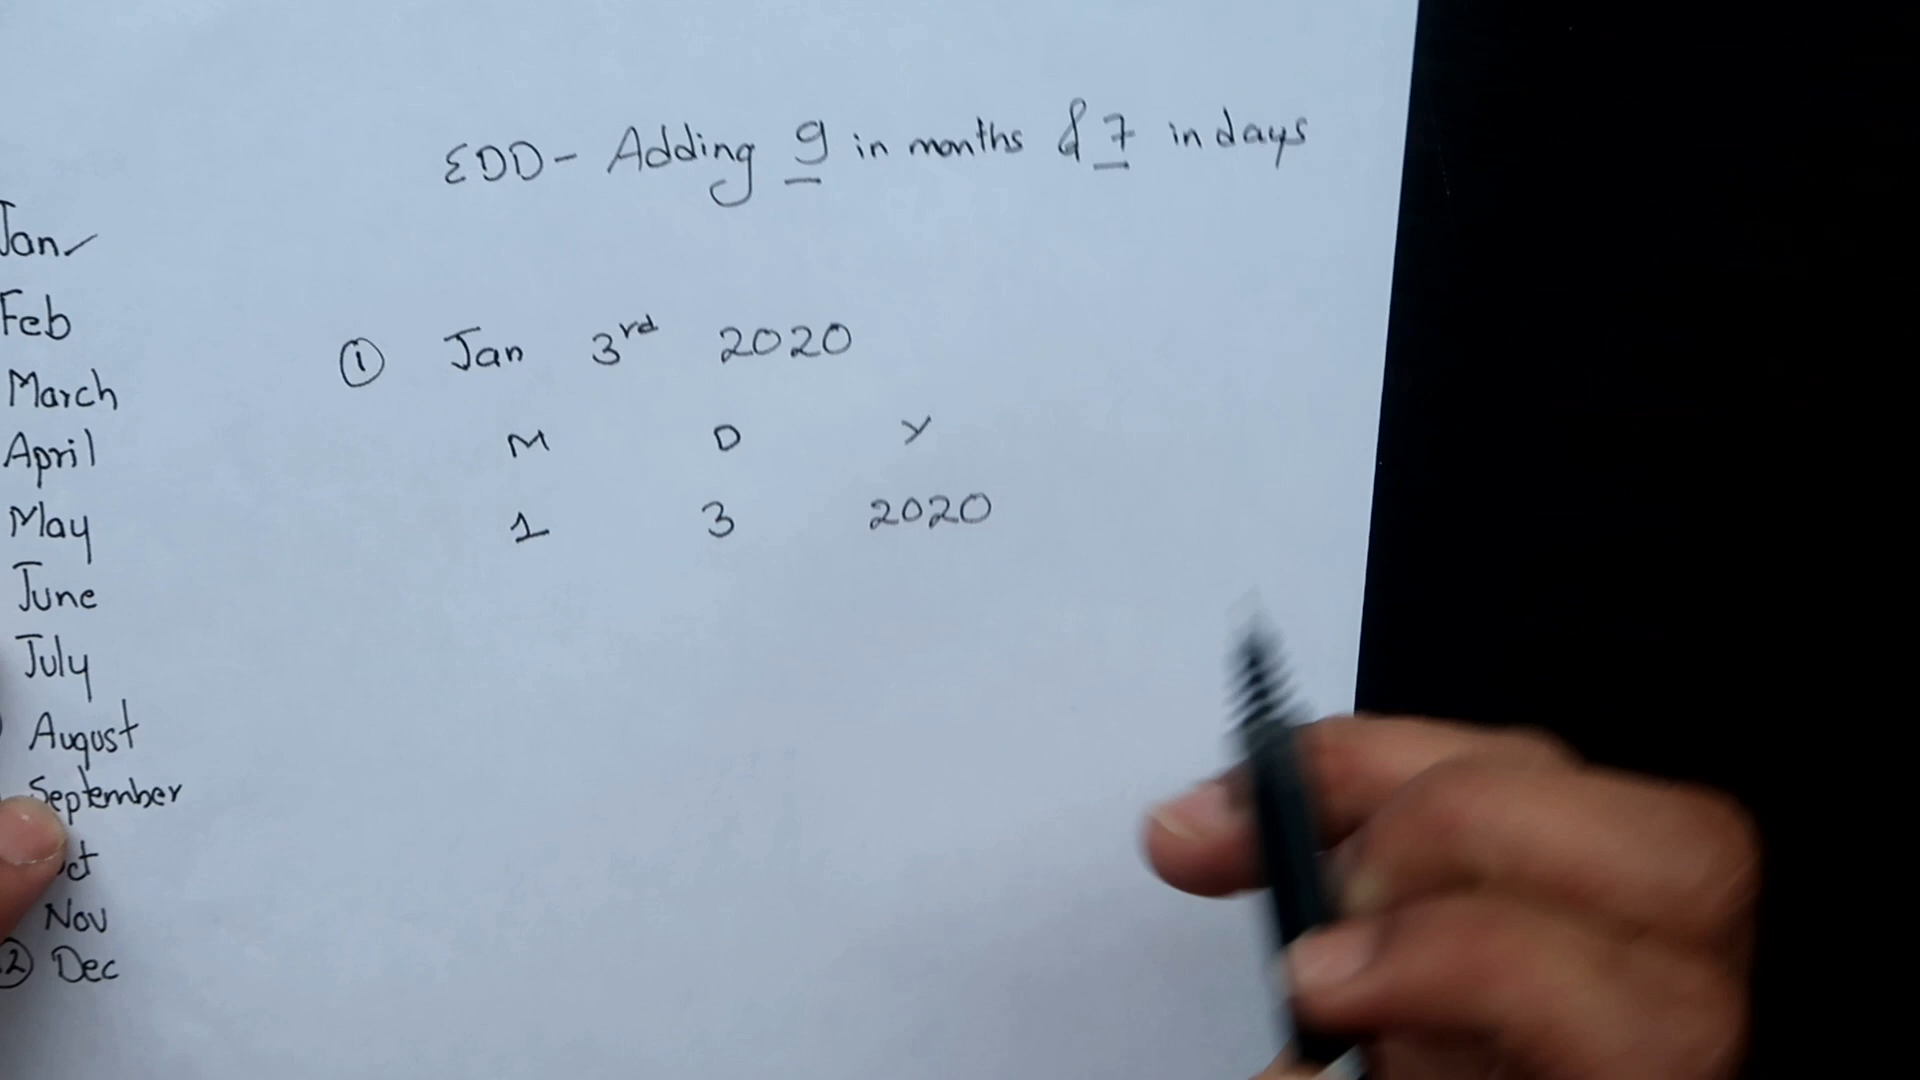 EDD- Adding 9 in months & 7 in days
Jan
Feb
March
April
May
June
July
August
September
Nov
Dec
① Jan 3rd 2020
M D Y
1 3 2020